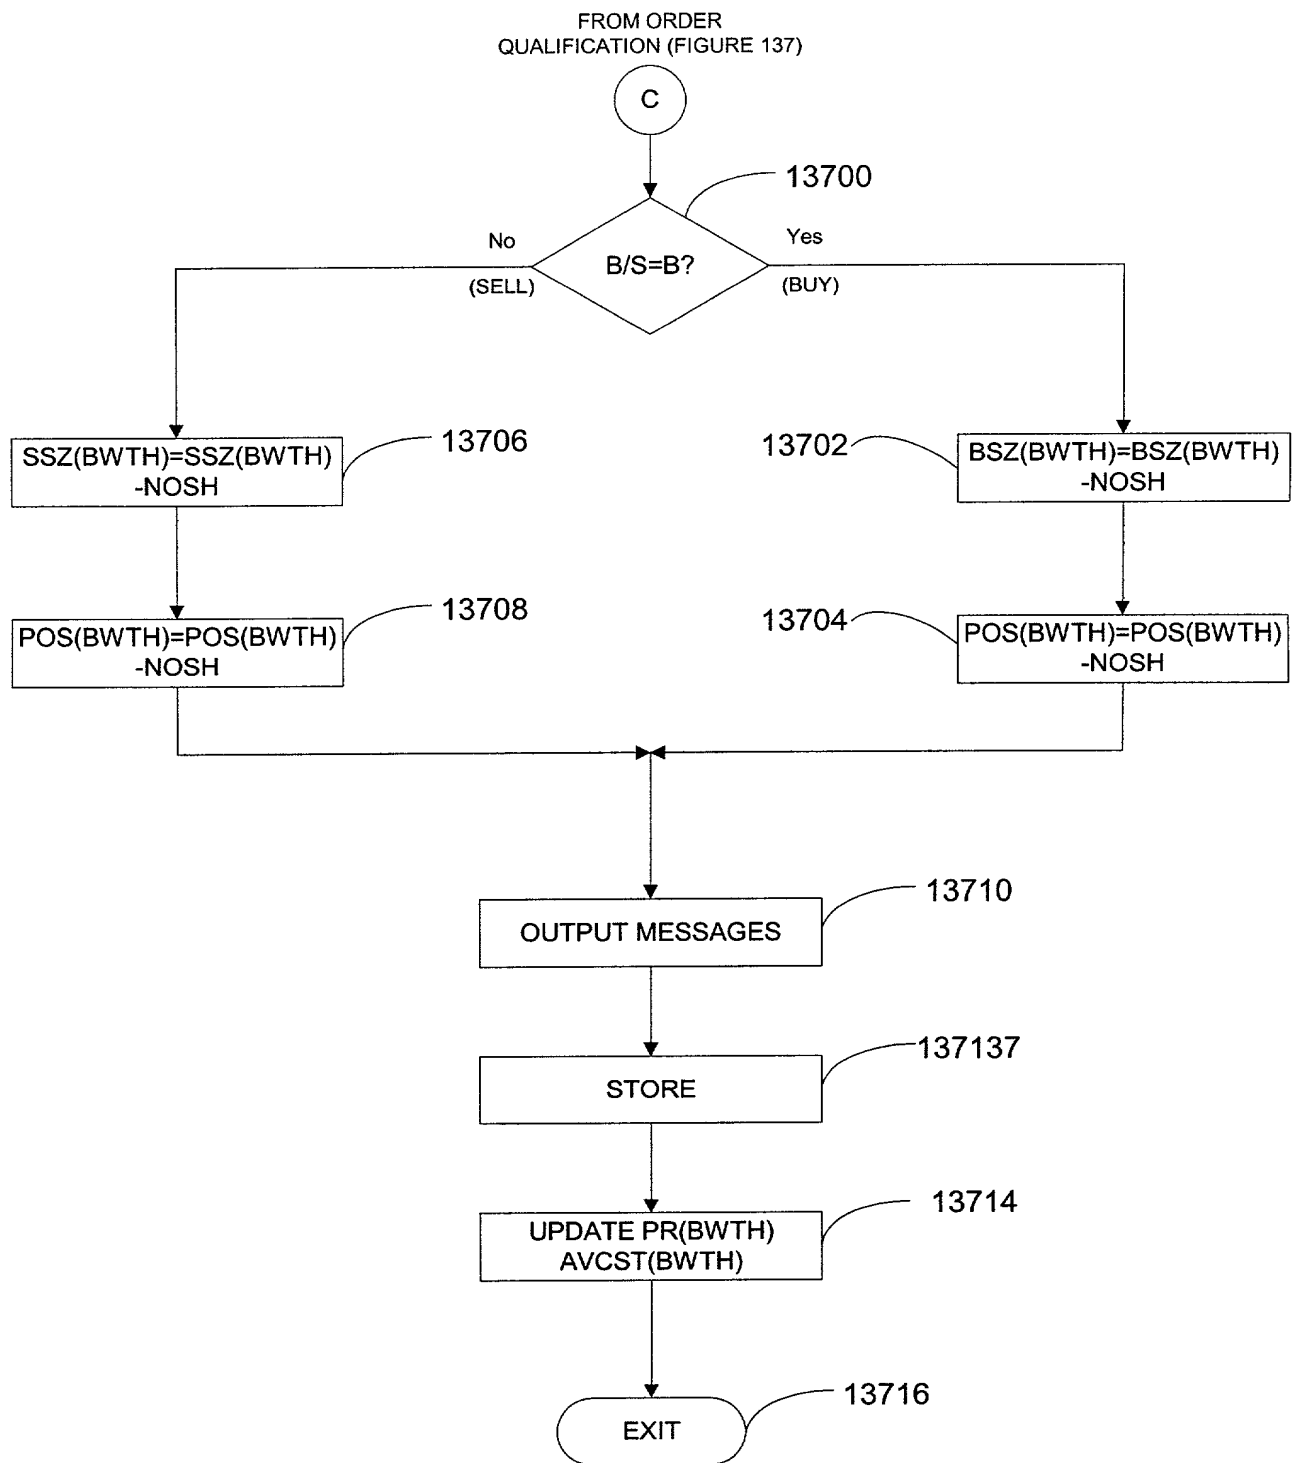 FROM ORDER
QUALIFICATION (FIGURE 137)
C
13700
No
Yes
B/S=B?
(SELL)
(BUY)
SSZ(BWTH)=SSZ(BWTH)
-NOSH
13706
13702
BSZ(BWTH)=BSZ(BWTH)
-NOSH
POS(BWTH)=POS(BWTH)
-NOSH
13708
13704
POS(BWTH)=POS(BWTH)
-NOSH
13710
OUTPUT MESSAGES
137137
STORE
13714
UPDATE PR(BWTH)
AVCST(BWTH)
13716
EXIT